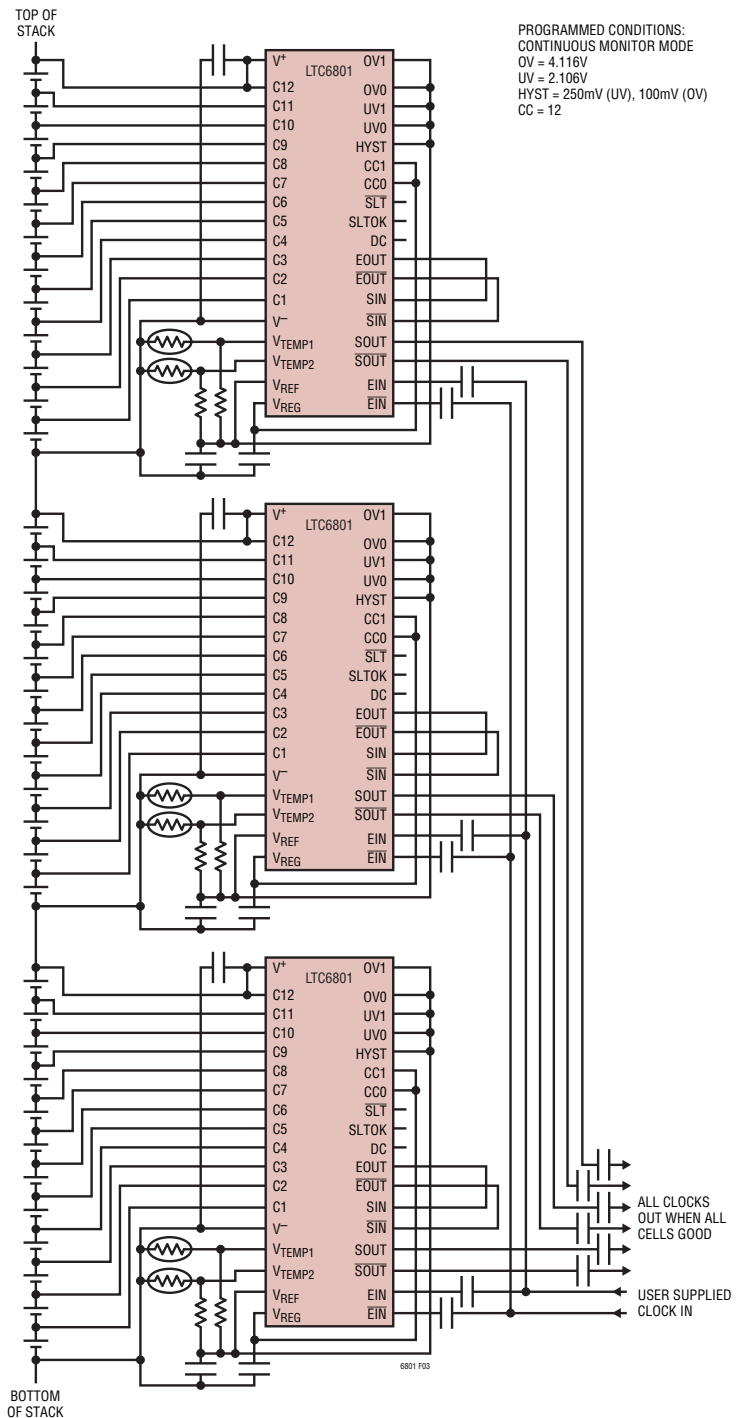 TOP OF
STACK
PROGRAMMED CONDITIONS:
CONTINUOUS MONITOR MODE
OV = 4.116V
UV = 2.106V
HYST = 250mV (UV), 100mV (OV)
CC = 12
LTC6801
V+
C12
C11
C10
C9
C8
C7
C6
C5
C4
C3
C2
C1
V–
VTEMP1
VTEMP2
VREF
VREG
OV1
OV0
UV1
UV0
HYST
CC1
CC0
SLT
SLTOK
DC
EOUT
EOUT
SIN
SIN
SOUT
SOUT
EIN
EIN
LTC6801
V+
C12
C11
C10
C9
C8
C7
C6
C5
C4
C3
C2
C1
V–
VTEMP1
VTEMP2
VREF
VREG
OV1
OV0
UV1
UV0
HYST
CC1
CC0
SLT
SLTOK
DC
EOUT
EOUT
SIN
SIN
SOUT
SOUT
EIN
EIN
LTC6801
V+
C12
C11
C10
C9
C8
C7
C6
C5
C4
C3
C2
C1
V–
VTEMP1
VTEMP2
VREF
VREG
OV1
OV0
UV1
UV0
HYST
CC1
CC0
SLT
SLTOK
DC
EOUT
EOUT
SIN
SIN
SOUT
SOUT
EIN
EIN
ALL CLOCKS
OUT WHEN ALL
CELLS GOOD
USER SUPPLIED
CLOCK IN
6801 F03
BOTTOM
OF STACK